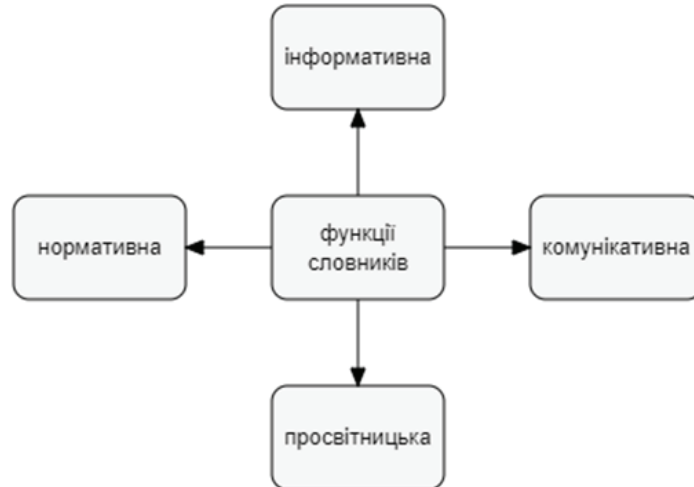 інформативна
нормативна
функції
словників
комунікативна
просвітницька